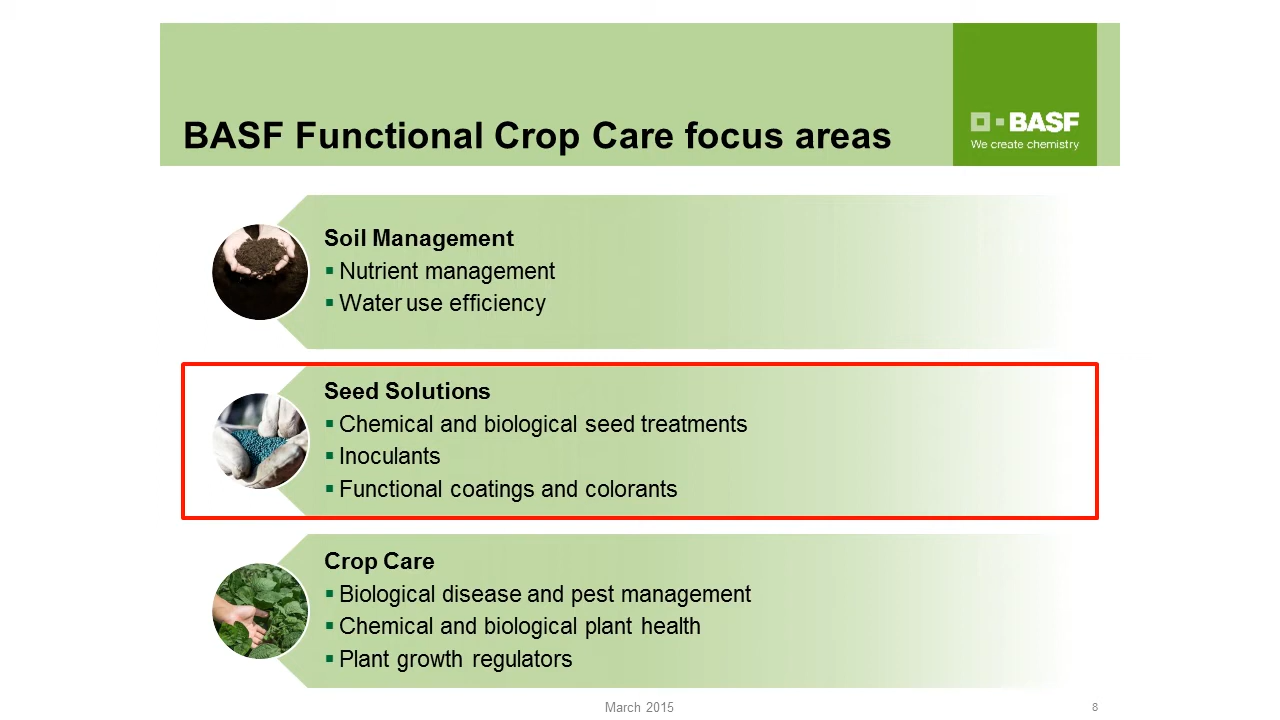 BASF Functional Crop Care focus areas
BASF
We create chemistry
Soil Management
▪ Nutrient management
▪ Water use efficiency
Seed Solutions
▪ Chemical and biological seed treatments
▪ Inoculants
▪ Functional coatings and colorants
Crop Care
▪ Biological disease and pest management
▪ Chemical and biological plant health
▪ Plant growth regulators
March 2015
8